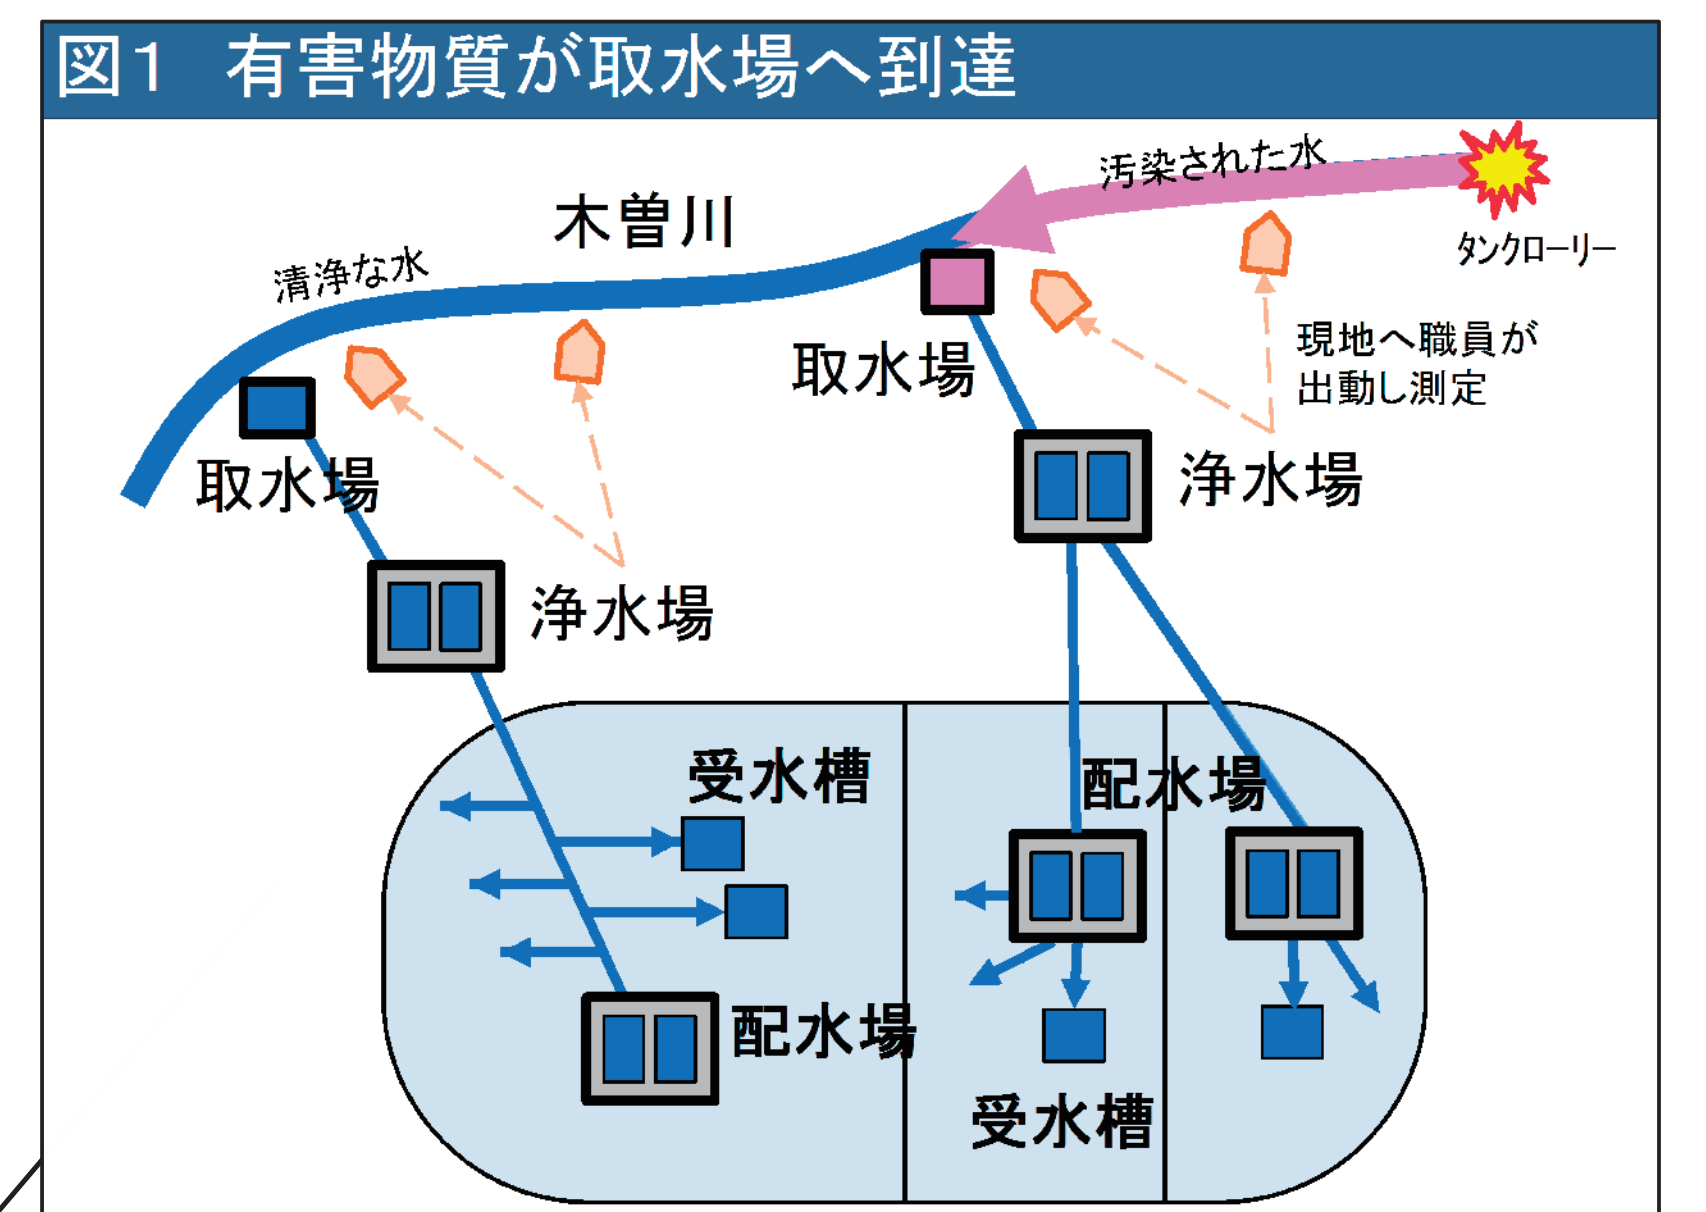 図1 有害物質が取水場へ到達
汚染された水
木曽川
清浄な水
タンクローリー
現地へ職員が
出動し測定
取水場
取水場
浄水場
浄水場
受水槽
配水場
配水場
受水槽